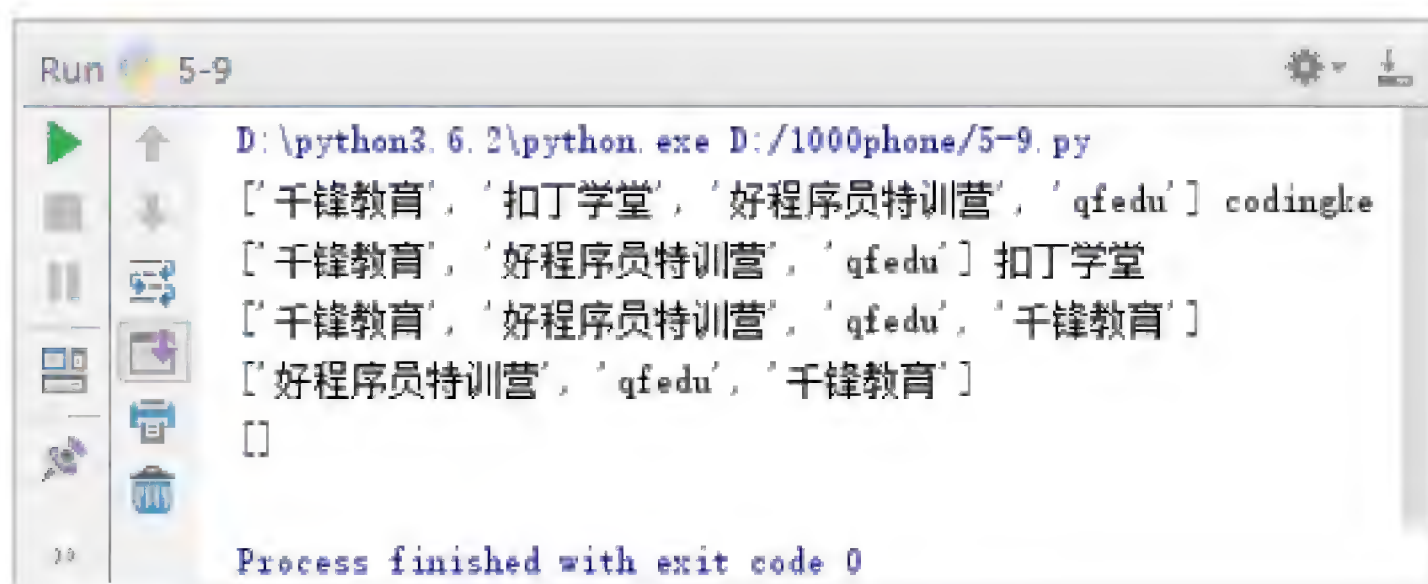 Run 5-9
D:\python3.6.2\python.exe D:/1000phone/5-9.py
['千锋教育', '扣丁学堂', '好程序员特训营', 'qfedu'] codingke
['千锋教育', '好程序员特训营', 'qfedu'] 扣丁学堂
['千锋教育', '好程序员特训营', 'qfedu', '千锋教育']
['好程序员特训营', 'qfedu', '千锋教育']
[]
Process finished with exit code 0